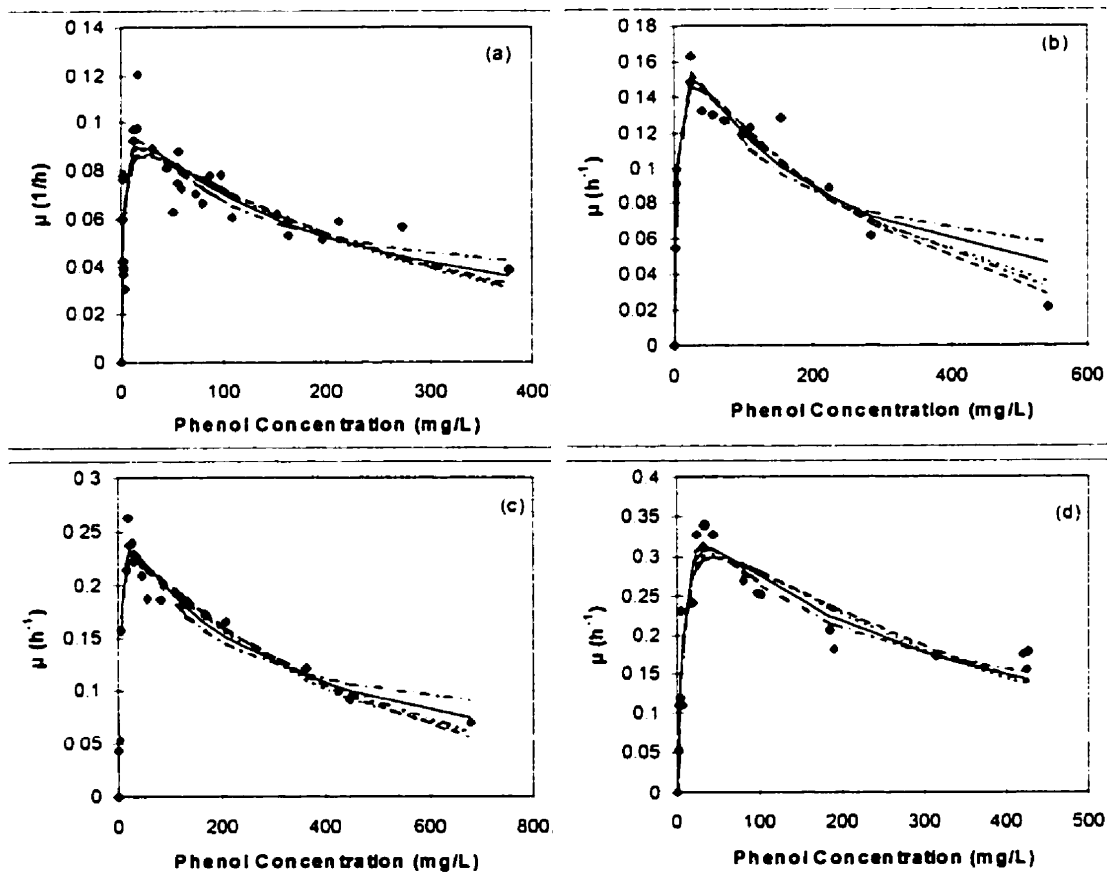 (a)
0 14
0 12
0 1
0 08
0 06
0 04
0 02
0
µ (1/h)
0 100 200 300 400
Phenol Concentration (mg/L)
(b)
0 18
0 16
0 14
0 12
0 1
0 08
0 06
0 04
0 02
0
µ (h⁻¹)
0 200 400 600
Phenol Concentration (mg/L)
(c)
0 3
0 25
0 2
0 15
0 1
0 05
0
µ (h⁻¹)
0 200 400 600 800
Phenol Concentration (mg/L)
(d)
0 4
0 35
0 3
0 25
0 2
0 15
0 1
0 05
0
µ (h⁻¹)
0 100 200 300 400 500
Phenol Concentration (mg/L)